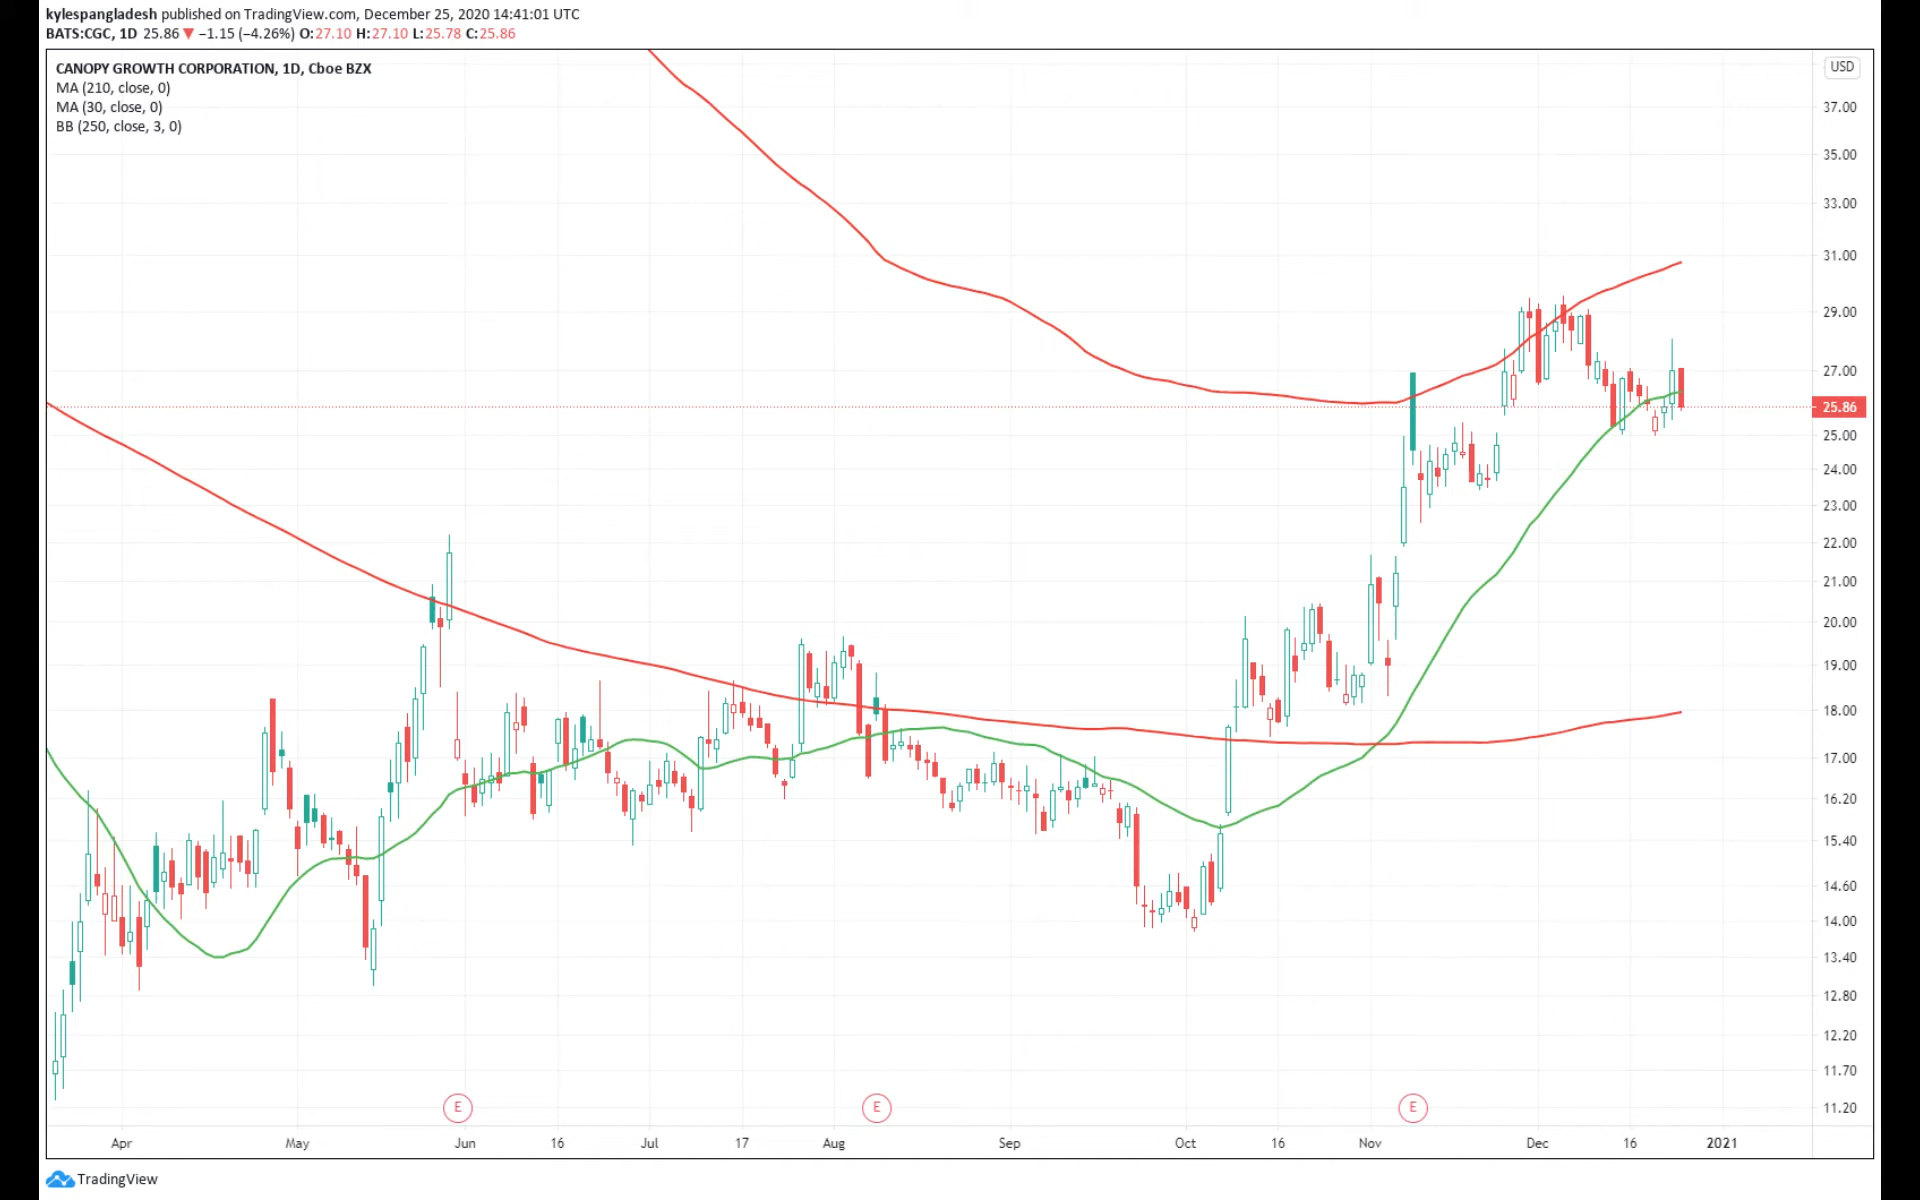 kylespangladesh published on TradingView.com, December 25, 2020 14:41:01 UTC
BATS:CGC, 1D 25.86 ▼ −1.15 (−4.26%) O:27.10 H:27.10 L:25.78 C:25.86
CANOPY GROWTH CORPORATION, 1D, Cboe BZX
MA (210, close, 0)
MA (30, close, 0)
BB (250, close, 3, 0)
USD
37.00
35.00
33.00
31.00
29.00
27.00
25.86
25.00
24.00
23.00
22.00
21.00
20.00
19.00
18.00
17.00
16.20
15.40
14.60
14.00
13.40
12.80
12.20
11.70
11.20
E E E
Apr May Jun 16 Jul 17 Aug Sep Oct 16 Nov Dec 16 2021
TradingView